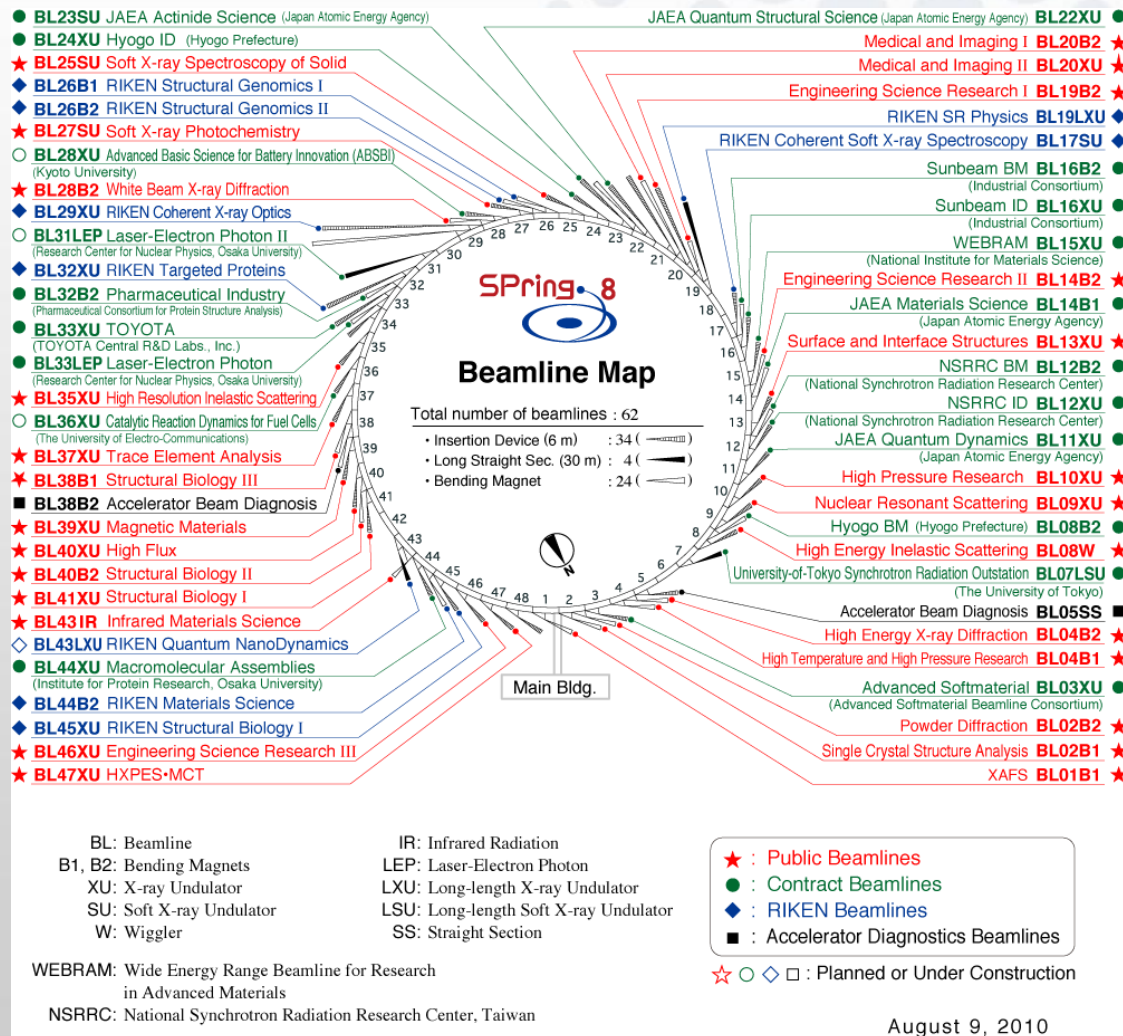 BL23SU JAEA Actinide Science (Japan Atomic Energy Agency)
BL24XU Hyogo ID (Hyogo Prefecture)
BL25SU Soft X-ray Spectroscopy of Solid
BL26B1 RIKEN Structural Genomics I
BL26B2 RIKEN Structural Genomics II
BL27SU Soft X-ray Photochemistry
BL28XU Advanced Basic Science for Battery Innovation (ABSBI)
(Kyoto University)
BL28B2 White Beam X-ray Diffraction
BL29XU RIKEN Coherent X-ray Optics
BL31LEP Laser-Electron Photon II
(Research Center for Nuclear Physics, Osaka University)
BL32XU RIKEN Targeted Proteins
BL32B2 Pharmaceutical Industry
(Pharmaceutical Consortium for Protein Structure Analysis)
BL33XU TOYOTA
(TOYOTA Central R&D Labs., Inc.)
BL33LEP Laser-Electron Photon
(Research Center for Nuclear Physics, Osaka University)
BL35XU High Resolution Inelastic Scattering
BL36XU Catalytic Reaction Dynamics for Fuel Cells
(The University of Electro-Communications)
BL37XU Trace Element Analysis
BL38B1 Structural Biology III
BL38B2 Accelerator Beam Diagnosis
BL39XU Magnetic Materials
BL40XU High Flux
BL40B2 Structural Biology II
BL41XU Structural Biology I
BL43IR Infrared Materials Science
BL43LXU RIKEN Quantum NanoDynamics
BL44XU Macromolecular Assemblies
(Institute for Protein Research, Osaka University)
BL44B2 RIKEN Materials Science
BL45XU RIKEN Structural Biology I
BL46XU Engineering Science Research III
BL47XU HXPES•MCT
JAEA Quantum Structural Science (Japan Atomic Energy Agency) BL22XU
Medical and Imaging I BL20B2
Medical and Imaging II BL20XU
Engineering Science Research I BL19B2
RIKEN SR Physics BL19LXU
RIKEN Coherent Soft X-ray Spectroscopy BL17SU
Sunbeam BM BL16B2
(Industrial Consortium)
Sunbeam ID BL16XU
(Industrial Consortium)
WEBRAM BL15XU
(National Institute for Materials Science)
Engineering Science Research II BL14B2
JAEA Materials Science BL14B1
(Japan Atomic Energy Agency)
Surface and Interface Structures BL13XU
NSRRC BM BL12B2
(National Synchrotron Radiation Research Center)
NSRRC ID BL12XU
(National Synchrotron Radiation Research Center)
JAEA Quantum Dynamics BL11XU
(Japan Atomic Energy Agency)
High Pressure Research BL10XU
Nuclear Resonant Scattering BL09XU
Hyogo BM (Hyogo Prefecture) BL08B2
High Energy Inelastic Scattering BL08W
University-of-Tokyo Synchrotron Radiation Outstation BL07LSU
(The University of Tokyo)
Accelerator Beam Diagnosis BL05SS
High Energy X-ray Diffraction BL04B2
High Temperature and High Pressure Research BL04B1
Advanced Softmaterial BL03XU
(Advanced Softmaterial Beamline Consortium)
Powder Diffraction BL02B2
Single Crystal Structure Analysis BL02B1
XAFS BL01B1
SPring-8
Beamline Map
Total number of beamlines : 62
• Insertion Device (6 m) : 34 ( )
• Long Straight Sec. (30 m) : 4 ( )
• Bending Magnet : 24 ( )
N
1
2
3
4
5
6
7
8
9
10
11
12
13
14
15
16
17
18
19
20
21
22
23
24
25
26
27
28
29
30
31
32
33
34
35
36
37
38
39
40
41
42
43
44
45
46
47
48
Main Bldg.
BL: Beamline
B1, B2: Bending Magnets
XU: X-ray Undulator
SU: Soft X-ray Undulator
W: Wiggler
IR: Infrared Radiation
LEP: Laser-Electron Photon
LXU: Long-length X-ray Undulator
LSU: Long-length Soft X-ray Undulator
SS: Straight Section
WEBRAM: Wide Energy Range Beamline for Research
in Advanced Materials
NSRRC: National Synchrotron Radiation Research Center, Taiwan
★ : Public Beamlines
● : Contract Beamlines
◆ : RIKEN Beamlines
■ : Accelerator Diagnostics Beamlines
☆ ○ ◇ □ : Planned or Under Construction
August 9, 2010